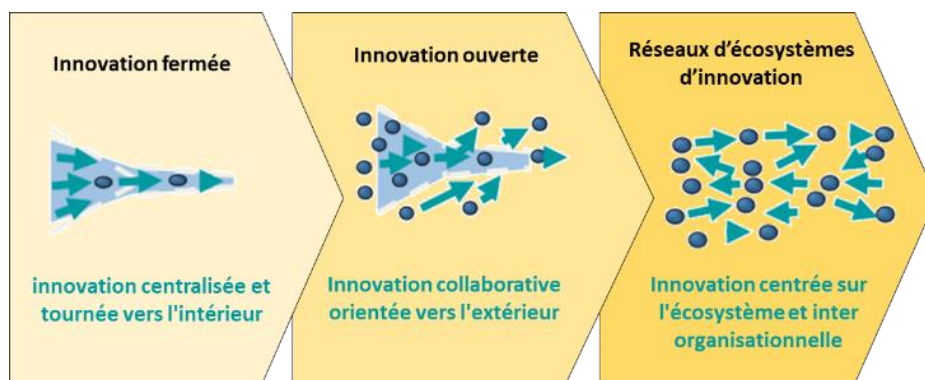 Innovation fermée
innovation centralisée et
tournée vers l'intérieur
Innovation ouverte
Innovation collaborative
orientée vers l'extérieur
Réseaux d'écosystèmes
d'innovation
Innovation centrée sur
l'écosystème et inter
organisationnelle